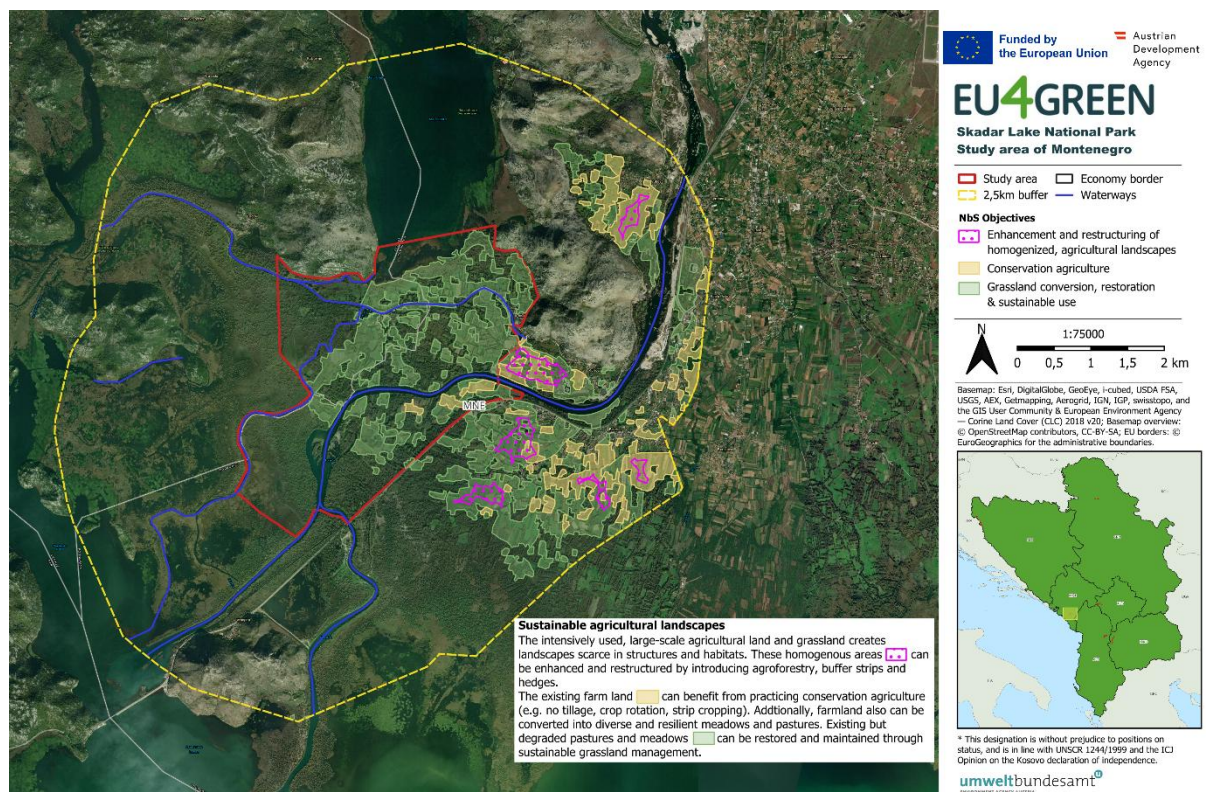 Funded by
the European Union
Austrian
Development
Agency
EU4GREEN
Skadar Lake National Park
Study area of Montenegro
Study area
Economy border
2,5km buffer
Waterways
NbS Objectives
Enhancement and restructuring of
homogenized, agricultural landscapes
Conservation agriculture
Grassland conversion, restoration
& sustainable use
N
1:75000
0 0,5 1 1,5 2 km
Basemap: Esri, DigitalGlobe, GeoEye, i-cubed, USDA FSA,
USGS, AEX, Getmapping, Aerogrid, IGN, IGP, swisstopo, and
the GIS User Community & European Environment Agency
— Corine Land Cover (CLC) 2018 v20; Basemap overview:
© OpenStreetMap contributors, CC-BY-SA; EU borders: ©
EuroGeographics for the administrative boundaries.
MNE
Sustainable agricultural landscapes
The intensively used, large-scale agricultural land and grassland creates
landscapes scarce in structures and habitats. These homogenous areas can
be enhanced and restructured by introducing agroforestry, buffer strips and
hedges.
The existing farm land can benefit from practicing conservation agriculture
(e.g. no tillage, crop rotation, strip cropping). Addtionally, farmland also can be
converted into diverse and resilient meadows and pastures. Existing but
degraded pastures and meadows can be restored and maintained through
sustainable grassland management.
* This designation is without prejudice to positions on
status, and is in line with UNSCR 1244/1999 and the ICJ
Opinion on the Kosovo declaration of independence.
umweltbundesamt